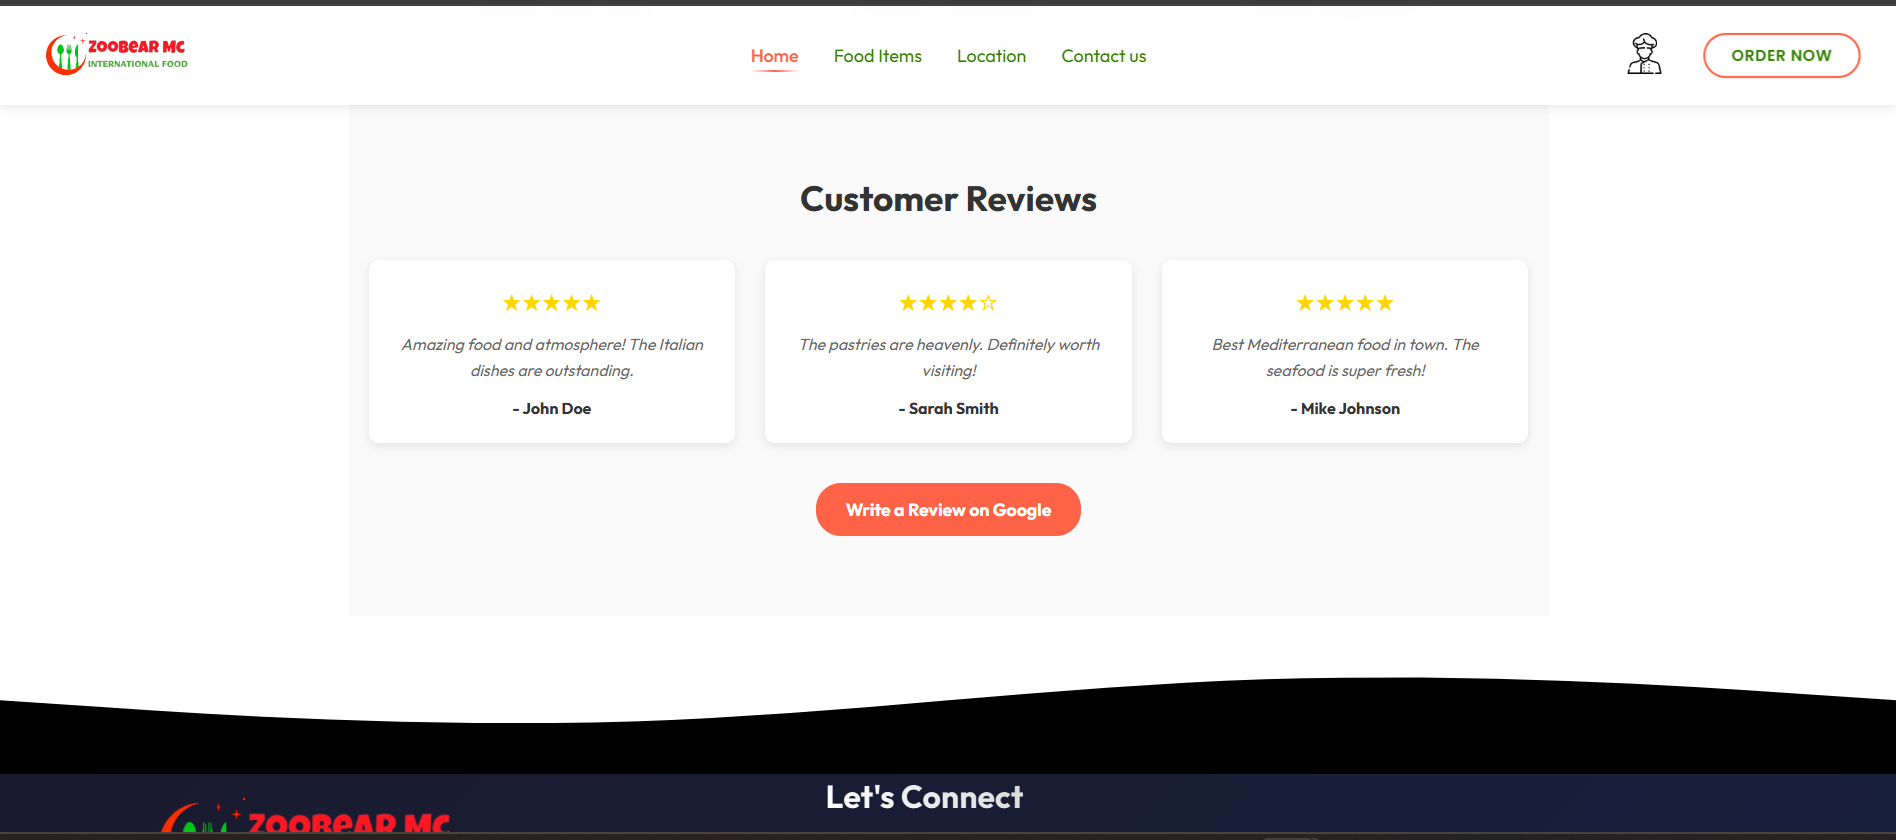 ZOOBEAR MC
INTERNATIONAL FOOD
Home
Food Items
Location
Contact us
ORDER NOW
Customer Reviews
★★★★★
Amazing food and atmosphere! The Italian
dishes are outstanding.
- John Doe
★★★★☆
The pastries are heavenly. Definitely worth
visiting!
- Sarah Smith
★★★★★
Best Mediterranean food in town. The
seafood is super fresh!
- Mike Johnson
Write a Review on Google
Let's Connect
ZOOBEAR MC